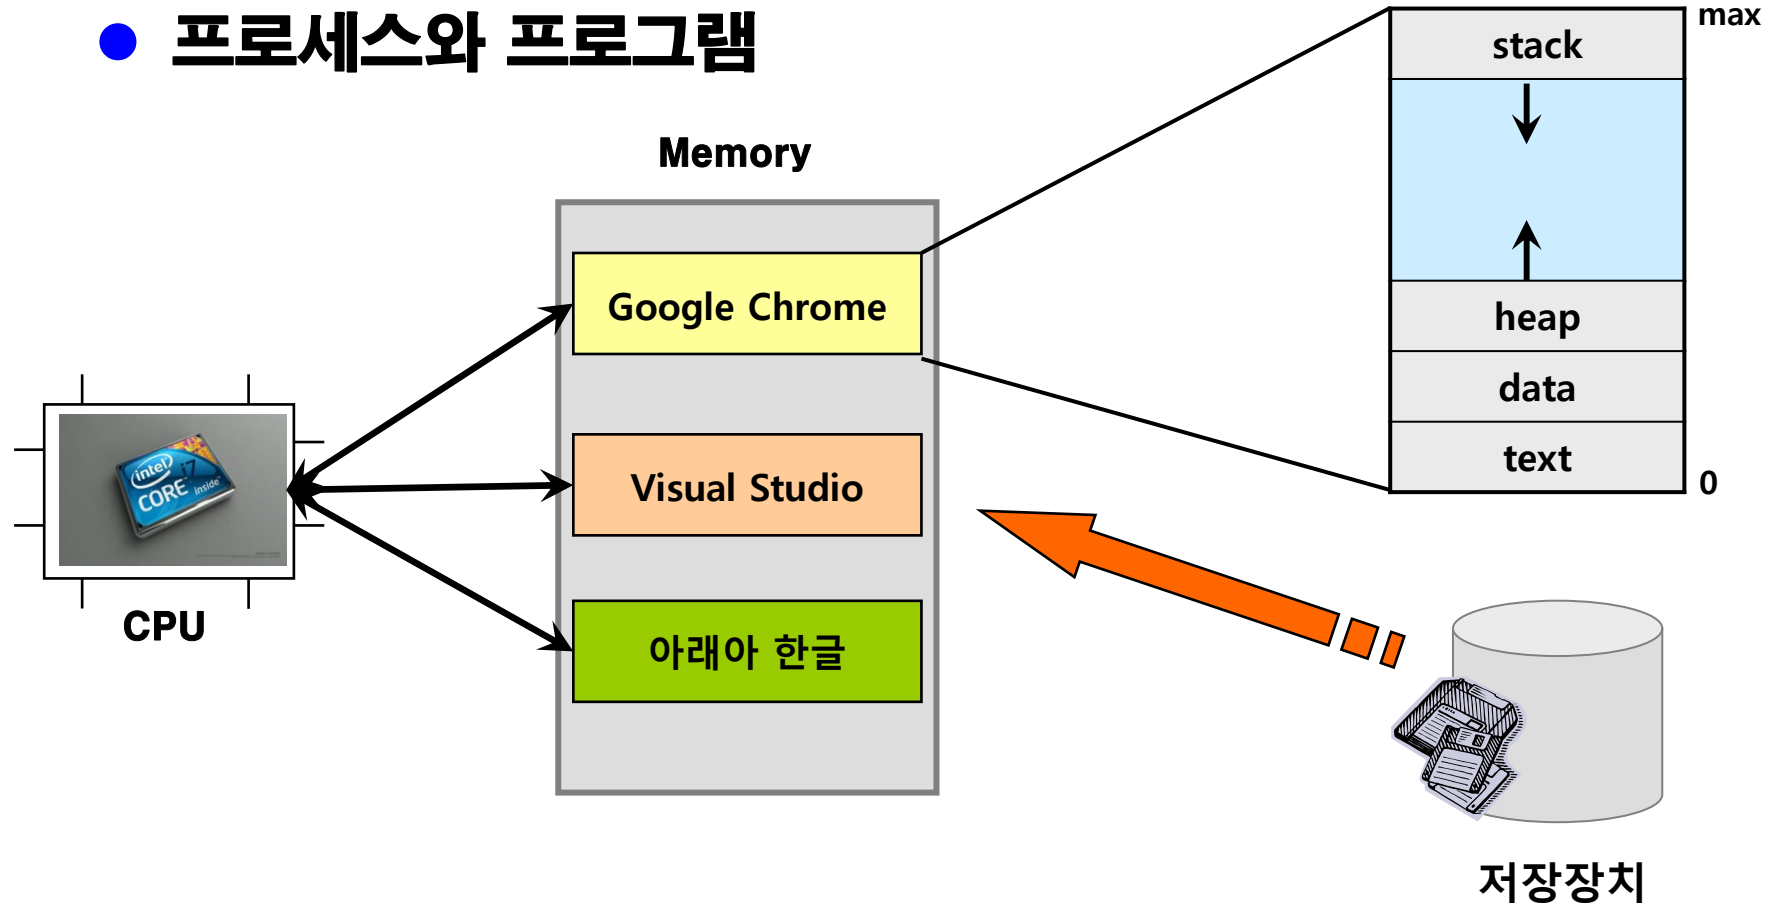 프로세스와 프로그램
max
stack
Memory
Google Chrome
heap
data
text
0
Visual Studio
intel
CORE i7
inside
CPU
아래아 한글
저장장치